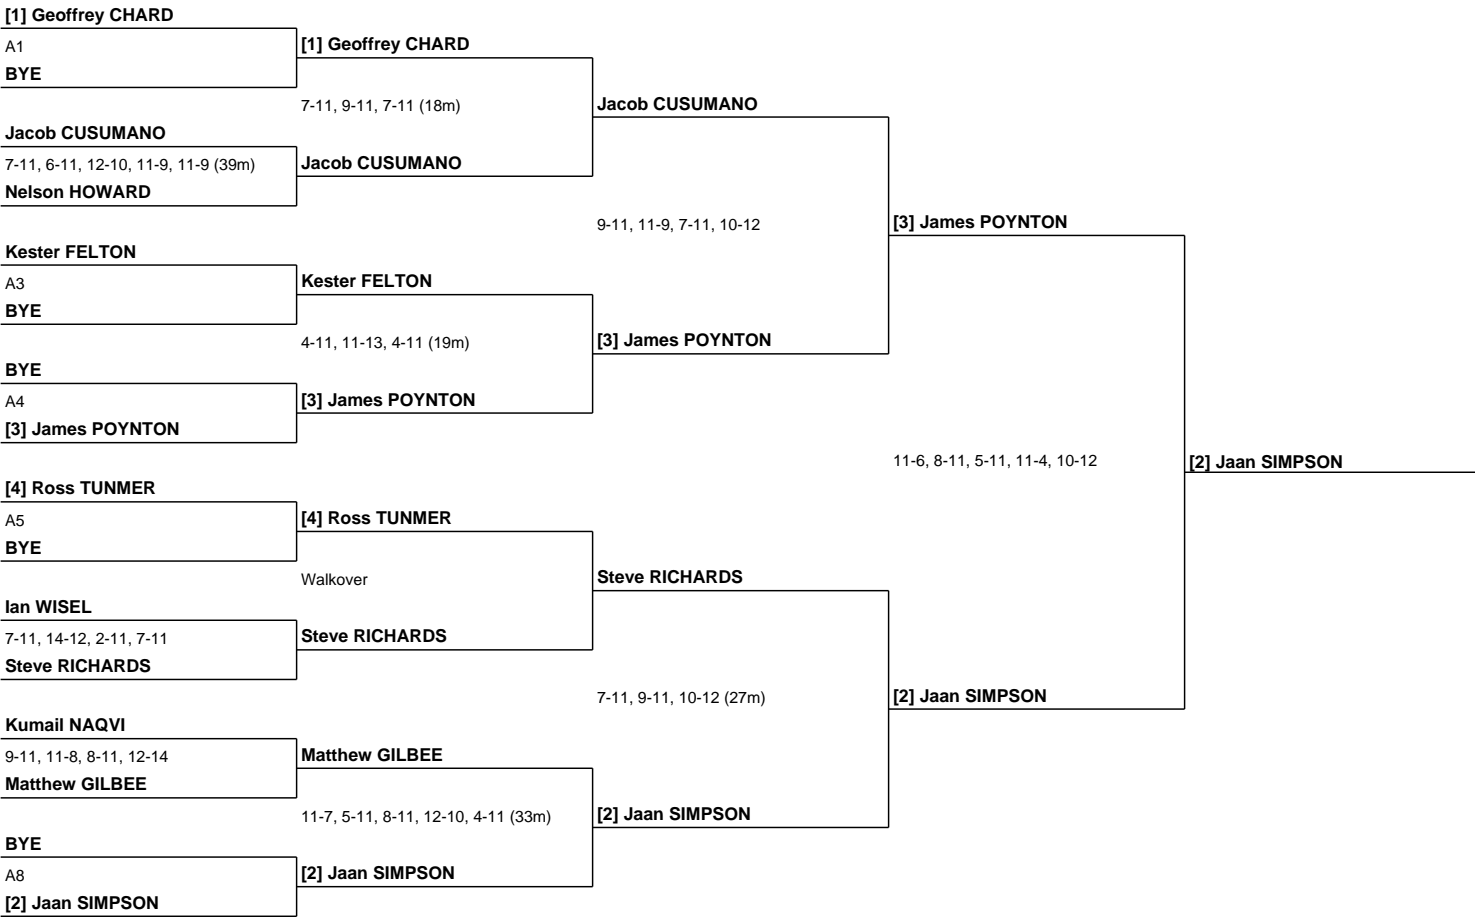 [1] Geoffrey CHARD
A1
BYE
Jacob CUSUMANO
7-11, 6-11, 12-10, 11-9, 11-9 (39m)
Nelson HOWARD
Kester FELTON
A3
BYE
BYE
A4
[3] James POYNTON
[4] Ross TUNMER
A5
BYE
Ian WISEL
7-11, 14-12, 2-11, 7-11
Steve RICHARDS
Kumail NAQVI
9-11, 11-8, 8-11, 12-14
Matthew GILBEE
BYE
A8
[2] Jaan SIMPSON
[1] Geoffrey CHARD
7-11, 9-11, 7-11 (18m)
Jacob CUSUMANO
Kester FELTON
4-11, 11-13, 4-11 (19m)
[3] James POYNTON
[4] Ross TUNMER
Walkover
Steve RICHARDS
Matthew GILBEE
11-7, 5-11, 8-11, 12-10, 4-11 (33m)
[2] Jaan SIMPSON
Jacob CUSUMANO
9-11, 11-9, 7-11, 10-12
[3] James POYNTON
Steve RICHARDS
7-11, 9-11, 10-12 (27m)
[2] Jaan SIMPSON
[3] James POYNTON
11-6, 8-11, 5-11, 11-4, 10-12
[2] Jaan SIMPSON
[2] Jaan SIMPSON